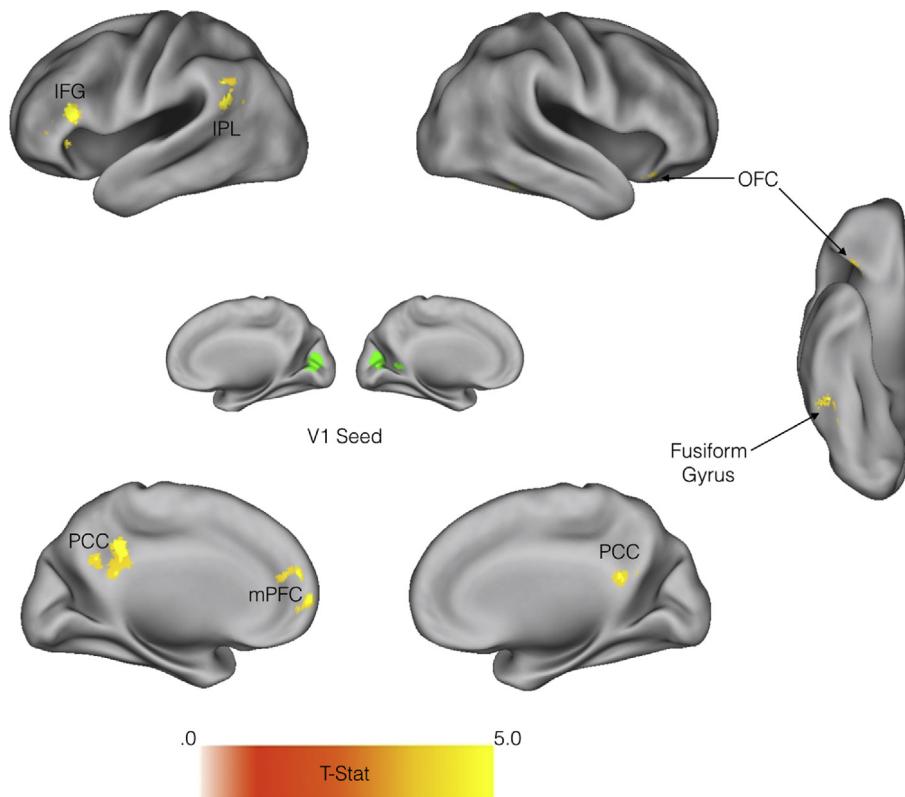 IFG
IPL
OFC
V1 Seed
Fusiform
Gyrus
PCC
mPFC
PCC
.0
5.0
T-Stat